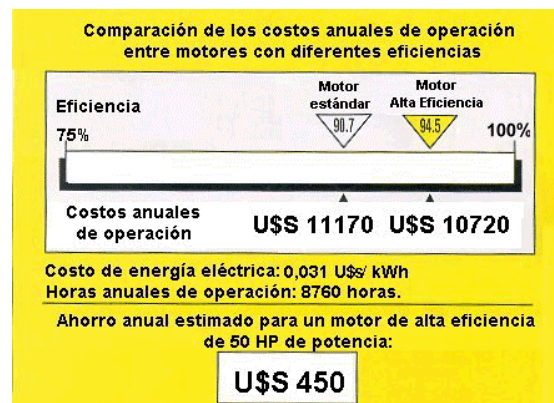 Comparación de los costos anuales de operación
entre motores con diferentes eficiencias
Motor
estándar
Motor
Alta Eficiencia
Eficiencia
90.7
94.5
75%
100%
Costos anuales
de operación
U$S 11170
U$S 10720
Costo de energía eléctrica: 0,031 U$s/ kWh
Horas anuales de operación: 8760 horas.
Ahorro anual estimado para un motor de alta eficiencia
de 50 HP de potencia:
U$S 450